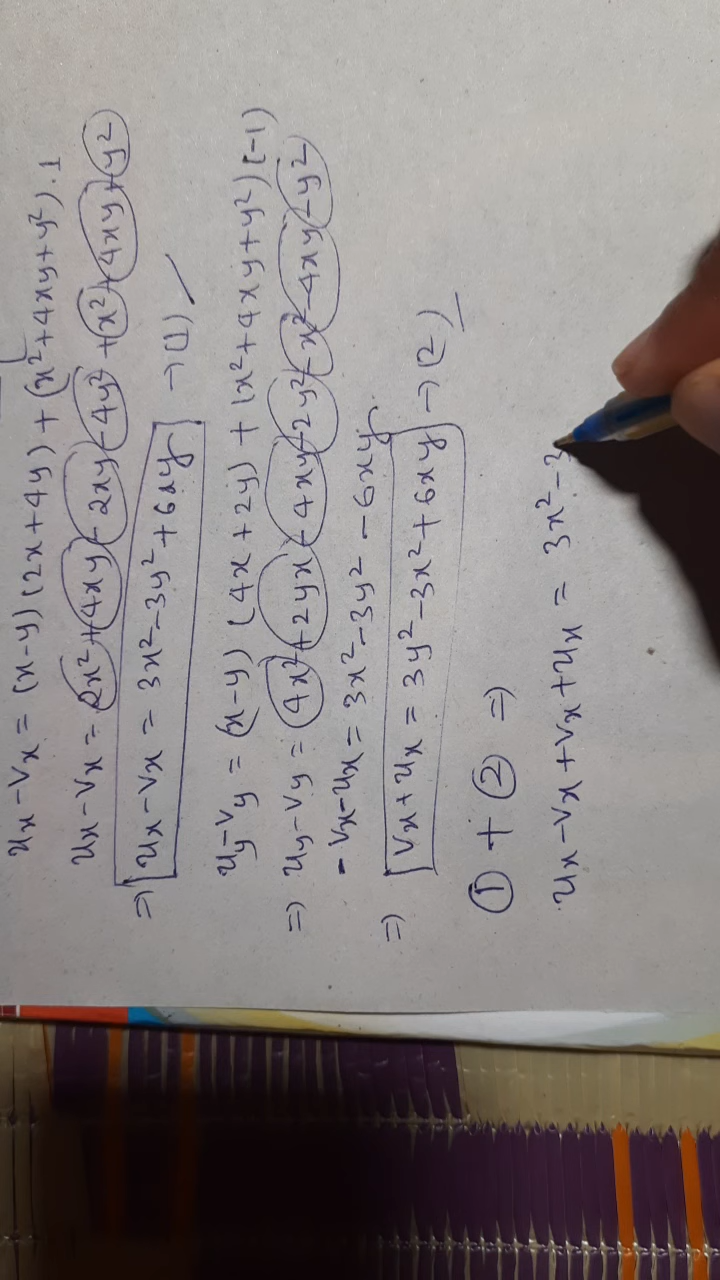 ux - vx = (x-y) (2x+4y) + (x²+4xy+y²).1
ux - vx = 2x²+4xy-2xy-4y²+x²+4xy+y²
⇒ ux - vx = 3x²-3y²+6xy → (1)
uy-vy = (x-y) (4x+2y) + (x²+4xy+y²)(-1)
⇒ uy-vy = 4x²+2yx-4xy-2y²-x²-4xy-y²
-vx-ux = 3x²-3y²-6xy.
⇒ vx+ux = 3y²-3x²+6xy → (2)
① + ② ⇒
ux-vx+vx+ux = 3x²-3